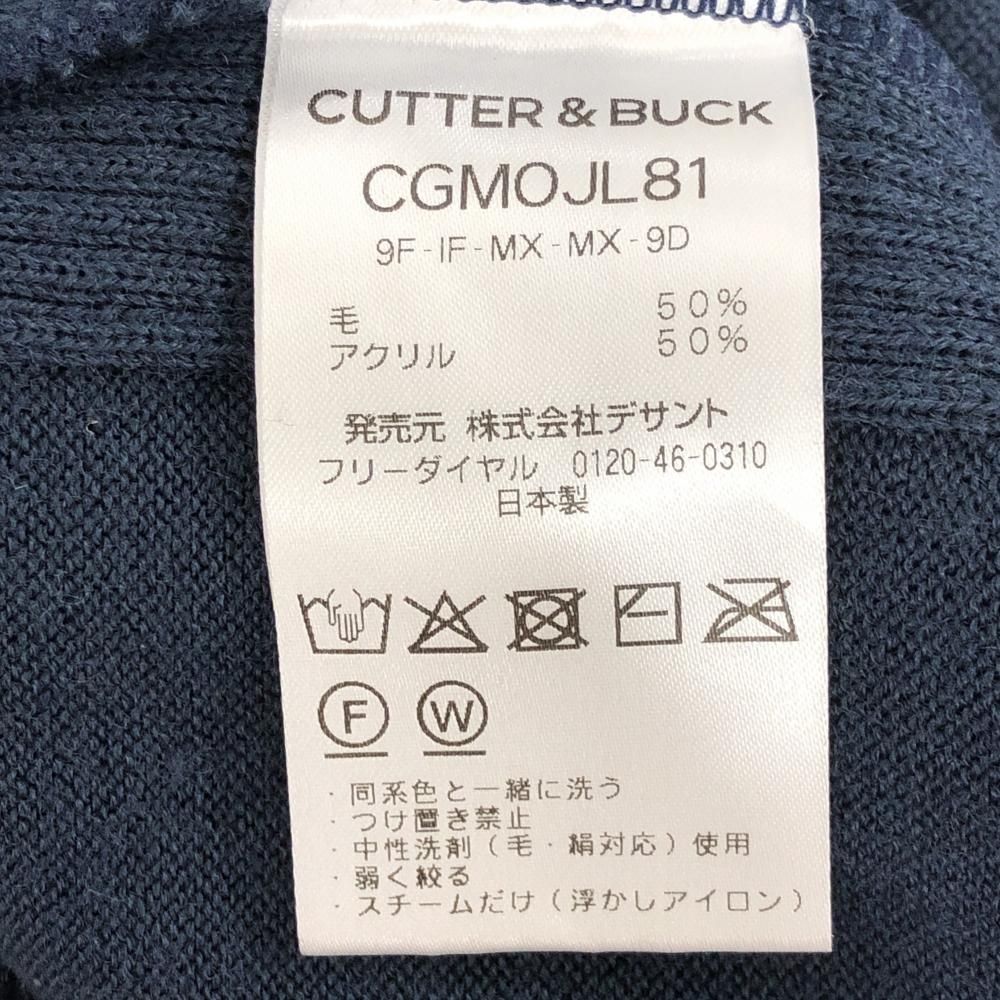 CUTTER & BUCK
CGMOJL81
9F-IF-MX-MX-9D
毛 50%
アクリル 50%
発売元 株式会社デサント
フリーダイヤル 0120-46-0310
日本製
F W
・同系色と一緒に洗う
・つけ置き禁止
・中性洗剤（毛・絹対応）使用
・弱く絞る
・スチームだけ（浮かしアイロン）